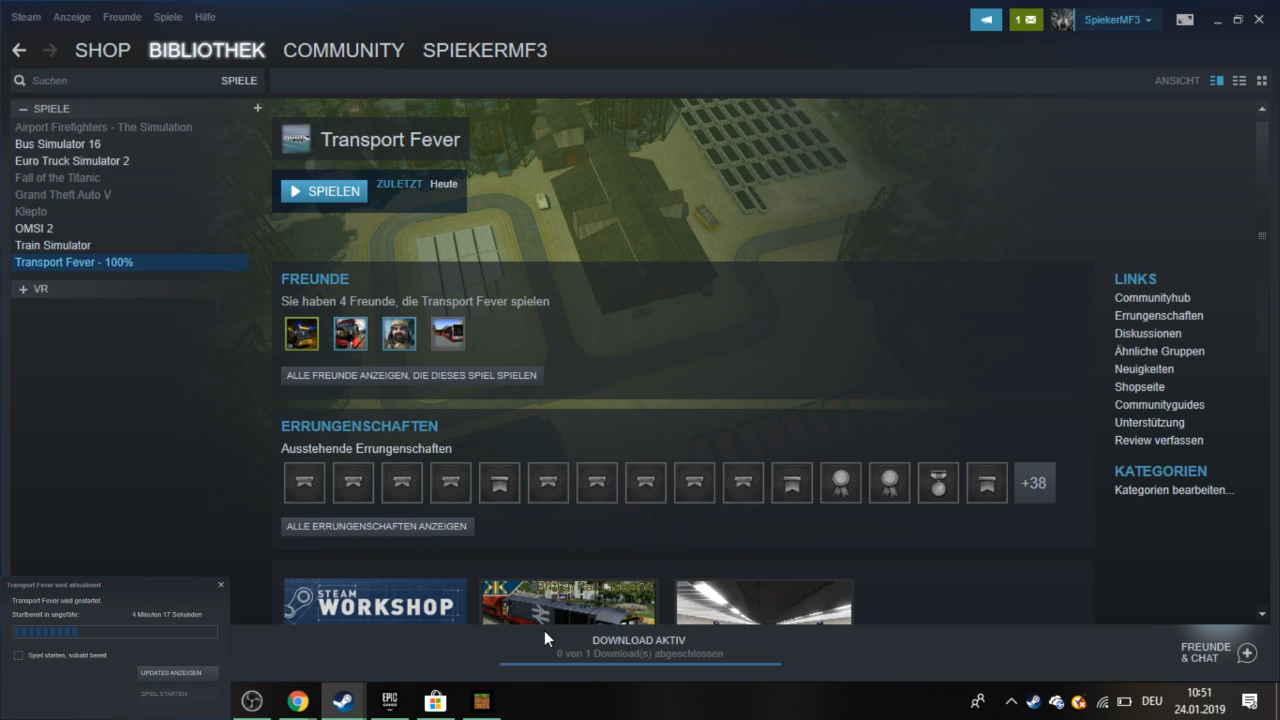 Steam Anzeige Freunde Spiele Hilfe
1
SpiekerMF3
SHOP BIBLIOTHEK COMMUNITY SPIEKERMF3
Suchen
SPIELE
ANSICHT
SPIELE
Airport Firefighters - The Simulation
Bus Simulator 16
Euro Truck Simulator 2
Fall of the Titanic
Grand Theft Auto V
Klepto
OMSI 2
Train Simulator
Transport Fever - 100%
VR
Transport Fever
SPIELEN
ZULETZT Heute
FREUNDE
Sie haben 4 Freunde, die Transport Fever spielen
ALLE FREUNDE ANZEIGEN, DIE DIESES SPIEL SPIELEN
ERRUNGENSCHAFTEN
Ausstehende Errungenschaften
+38
ALLE ERRUNGENSCHAFTEN ANZEIGEN
STEAM
WORKSHOP
LINKS
Communityhub
Errungenschaften
Diskussionen
Ähnliche Gruppen
Neuigkeiten
Shopseite
Communityguides
Unterstützung
Review verfassen
KATEGORIEN
Kategorien bearbeiten...
Transport Fever wird aktualisiert
Transport Fever wird gestartet
Startbereit in ungefähr: 4 Minuten 17 Sekunden
Spiel starten, sobald bereit
UPDATES ANZEIGEN
SPIEL STARTEN
DOWNLOAD AKTIV
0 von 1 Download(s) abgeschlossen
FREUNDE
& CHAT
EPIC
GAMES
DEU
10:51
24.01.2019